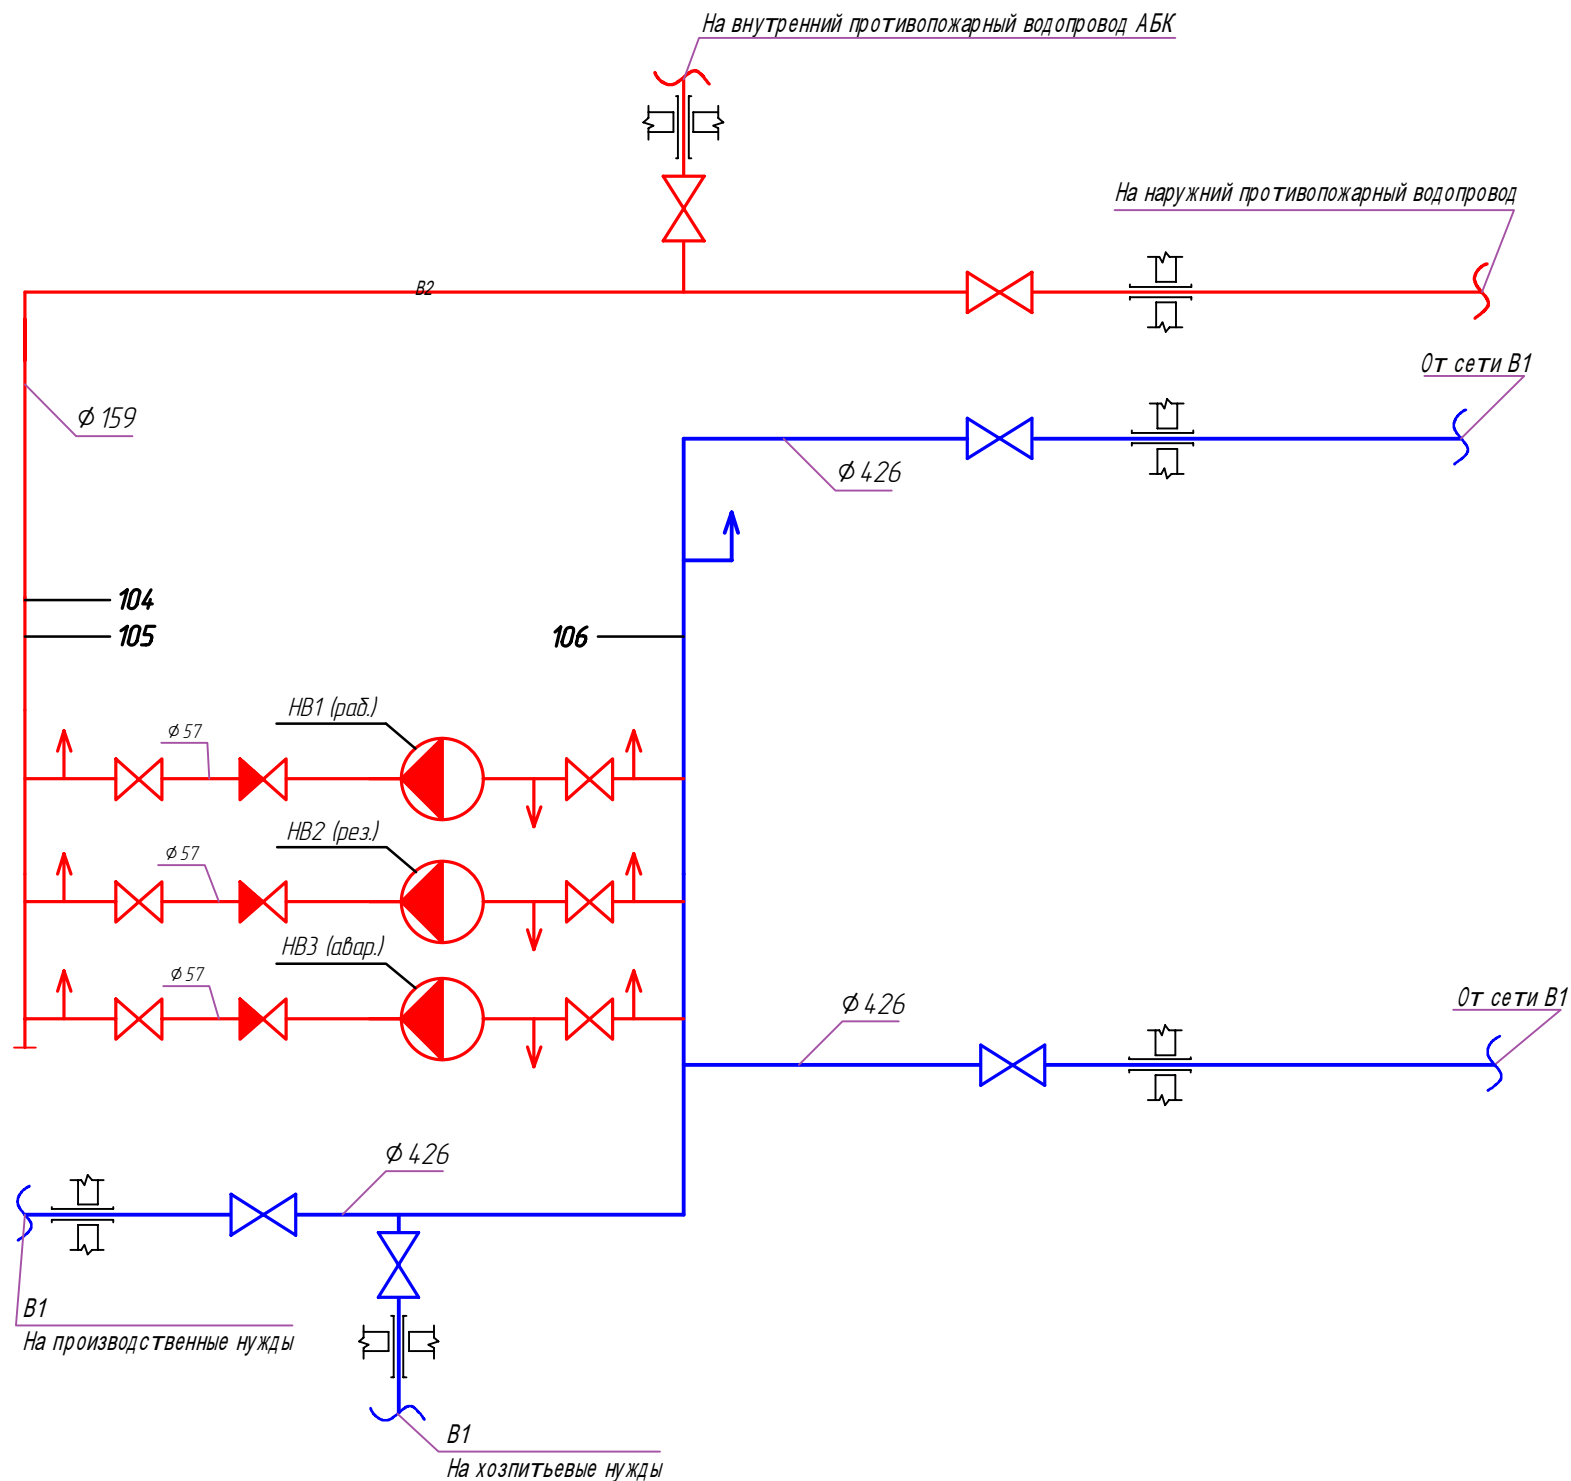 На внутренний противопожарный водопровод АБК
На наружний противопожарный водопровод
В2
От сети В1
ϕ 159
ϕ 426
104
105
106
НВ1 (раб.)
ϕ 57
НВ2 (рез.)
ϕ 57
НВ3 (авар.)
ϕ 57
ϕ 426
От сети В1
ϕ 426
В1
На производственные нужды
В1
На хозпитьевые нужды